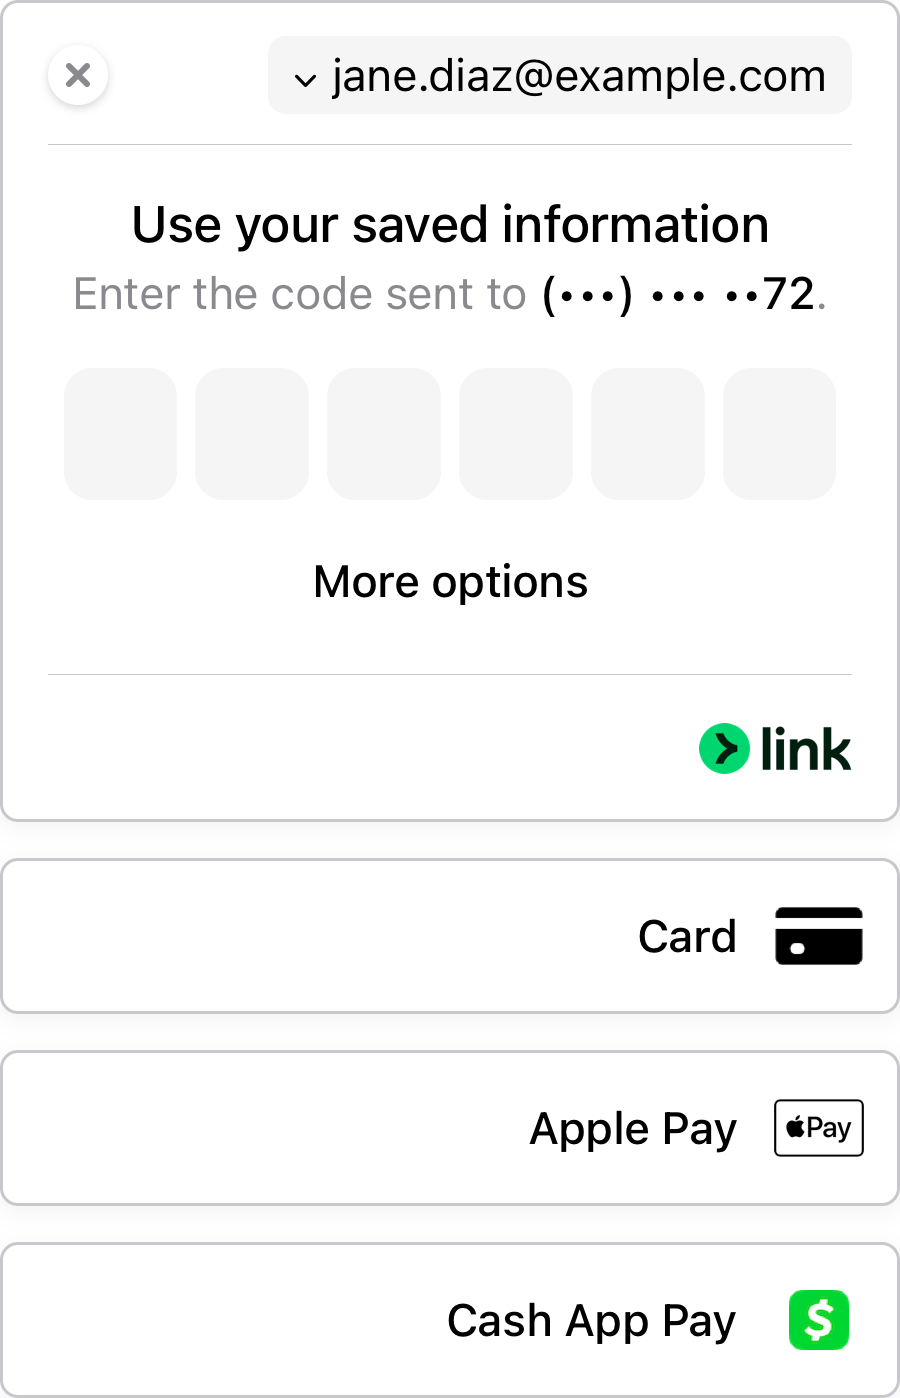 jane.diaz@example.com
Use your saved information
Enter the code sent to (•••) ••• ••72.
More options
link
Card
Apple Pay
Pay
Cash App Pay
$